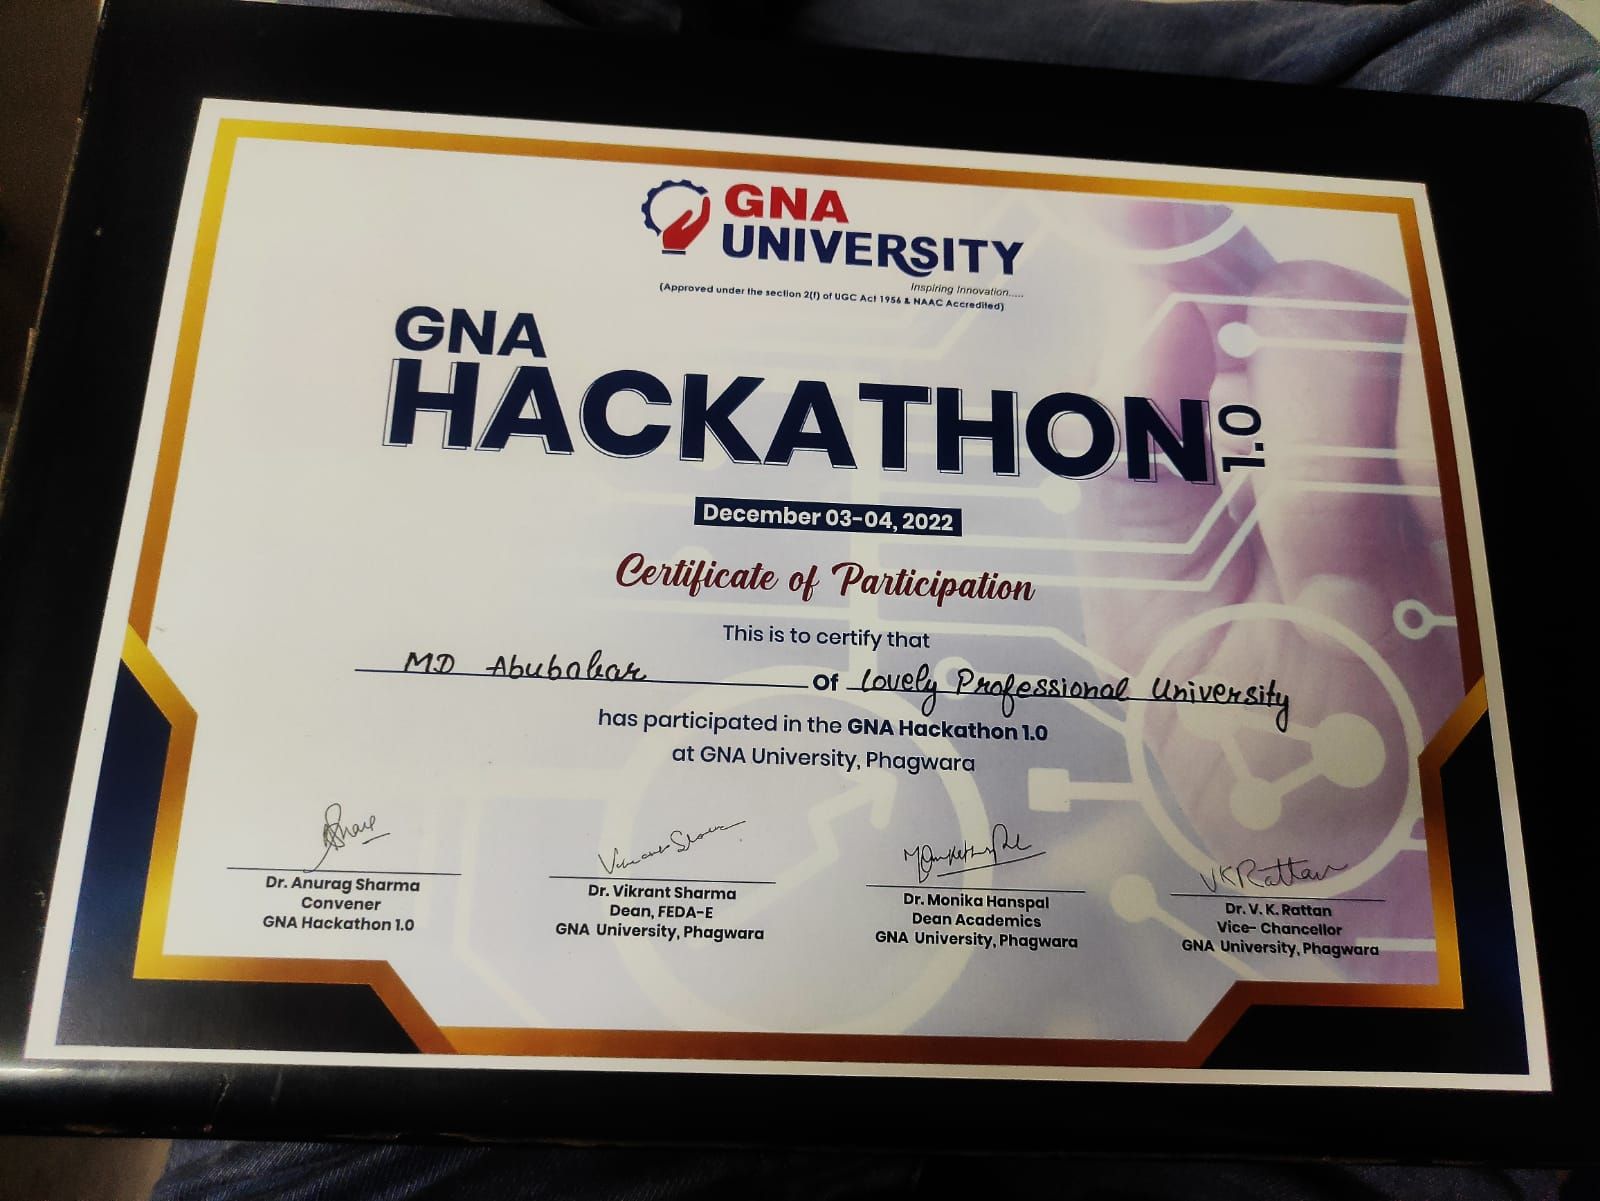 GNA
UNIVERSITY
Inspiring Innovation.....
(Approved under the section 2(f) of UGC Act 1956 & NAAC Accredited)
GNA
HACKATHON 1.0
December 03-04, 2022
Certificate of Participation
This is to certify that
MD Abubakar of Lovely Professional University
has participated in the GNA Hackathon 1.0
at GNA University, Phagwara
Vikrant Sharma
VKRattan
Dr. Anurag Sharma
Convener
GNA Hackathon 1.0
Dr. Vikrant Sharma
Dean, FEDA-E
GNA University, Phagwara
Dr. Monika Hanspal
Dean Academics
GNA University, Phagwara
Dr. V. K. Rattan
Vice- Chancellor
GNA University, Phagwara